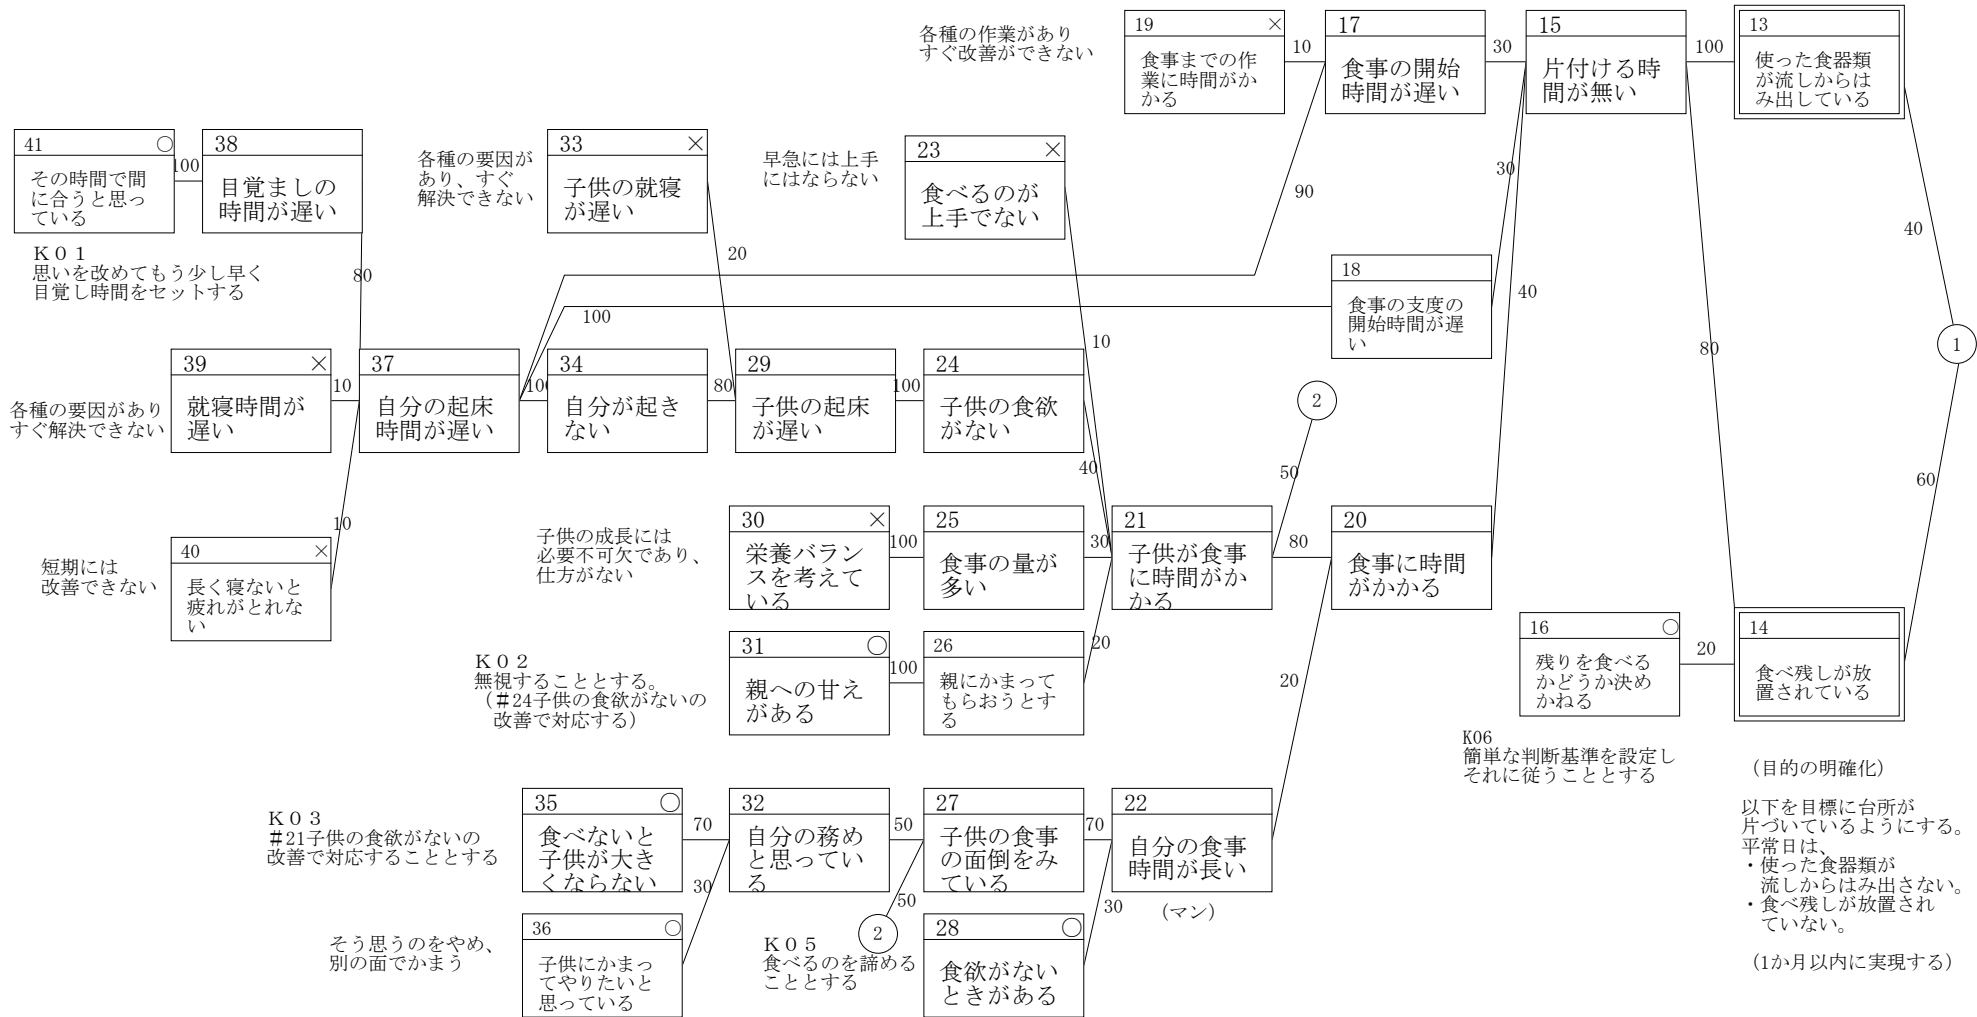 各種の作業があり
すぐ改善ができない
19 ×
食事までの作
業に時間がか
かる
10
17
食事の開始
時間が遅い
30
15
片付ける時
間が無い
100
13
使った食器類
が流しからは
み出している
41 ○
その時間で間
に合うと思っ
ている
100
38
目覚ましの
時間が遅い
K01
思いを改めてもう少し早く
目覚し時間をセットする
80
各種の要因が
あり、すぐ
解決できない
33 ×
子供の就寝
が遅い
20
早急には上手
にはならない
23 ×
食べるのが
上手でない
10
90
30
40
18
食事の支度の
開始時間が遅
い
100
40
80
1
60
各種の要因があり
すぐ解決できない
39 ×
就寝時間が
遅い
10
37
自分の起床
時間が遅い
100
34
自分が起き
ない
80
29
子供の起床
が遅い
100
24
子供の食欲
がない
40
2
50
短期には
改善できない
40 ×
長く寝ないと
疲れがとれな
い
10
子供の成長には
必要不可欠であり、
仕方がない
30 ×
栄養バラン
スを考えて
いる
100
25
食事の量が
多い
30
21
子供が食事
に時間がか
かる
80
20
食事に時間
がかかる
K02
無視することとする。
(#24子供の食欲がないの
改善で対応する)
31 ○
親への甘え
がある
100
26
親にかまって
もらおうとす
る
20
20
16 ○
残りを食べる
かどうか決め
かねる
20
14
食べ残しが放
置されている
K06
簡単な判断基準を設定し
それに従うこととする
K03
#21子供の食欲がないの
改善で対応することとする
35 ○
食べないと
子供が大き
くならない
70
32
自分の務め
と思ってい
る
50
27
子供の食事
の面倒をみ
ている
70
22
自分の食事
時間が長い
(マン)
そう思うのをやめ、
別の面でかまう
36 ○
子供にかまっ
てやりたいと
思っている
30
2
50
K05
食べるのを諦める
こととする
28 ○
食欲がない
ときがある
30
(目的の明確化)
以下を目標に台所が
片づいているようにする。
平常日は、
・使った食器類が
流しからはみ出さない。
・食べ残しが放置され
ていない。
(1か月以内に実現する)